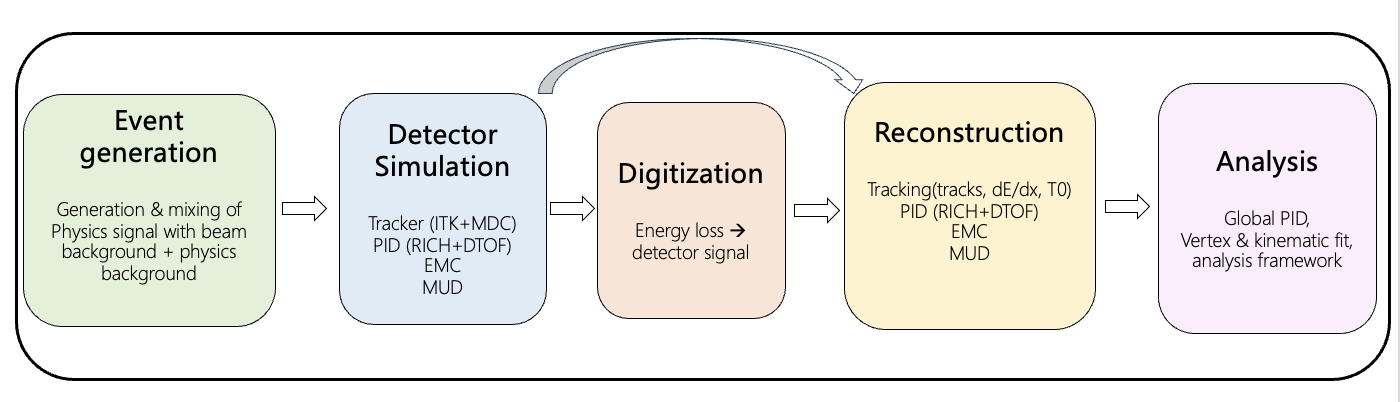 Event
generation
Generation & mixing of
Physics signal with beam
background + physics
background
Detector
Simulation
Tracker (ITK+MDC)
PID (RICH+DTOF)
EMC
MUD
Digitization
Energy loss →
detector signal
Reconstruction
Tracking(tracks, dE/dx, T0)
PID (RICH+DTOF)
EMC
MUD
Analysis
Global PID,
Vertex & kinematic fit,
analysis framework